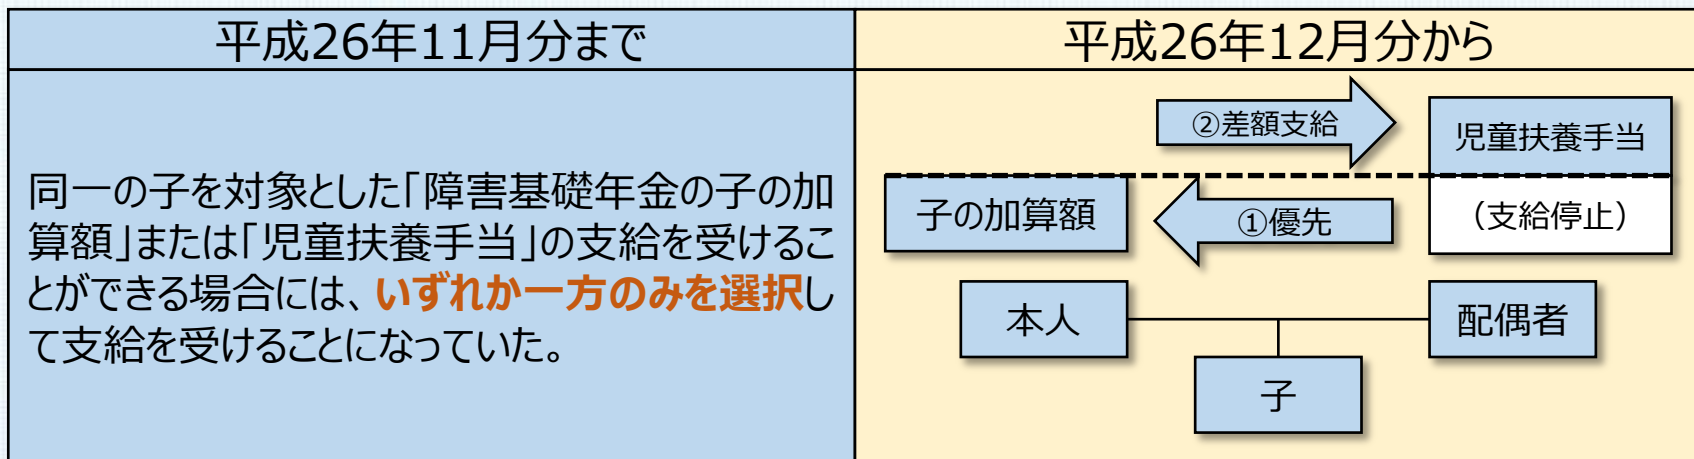 平成26年11月分まで
同一の子を対象とした「障害基礎年金の子の加
算額」または「児童扶養手当」の支給を受けるこ
とができる場合には、いずれか一方のみを選択し
て支給を受けることになっていた。
平成26年12月分から
②差額支給
児童扶養手当
子の加算額
①優先
（支給停止）
本人
配偶者
子